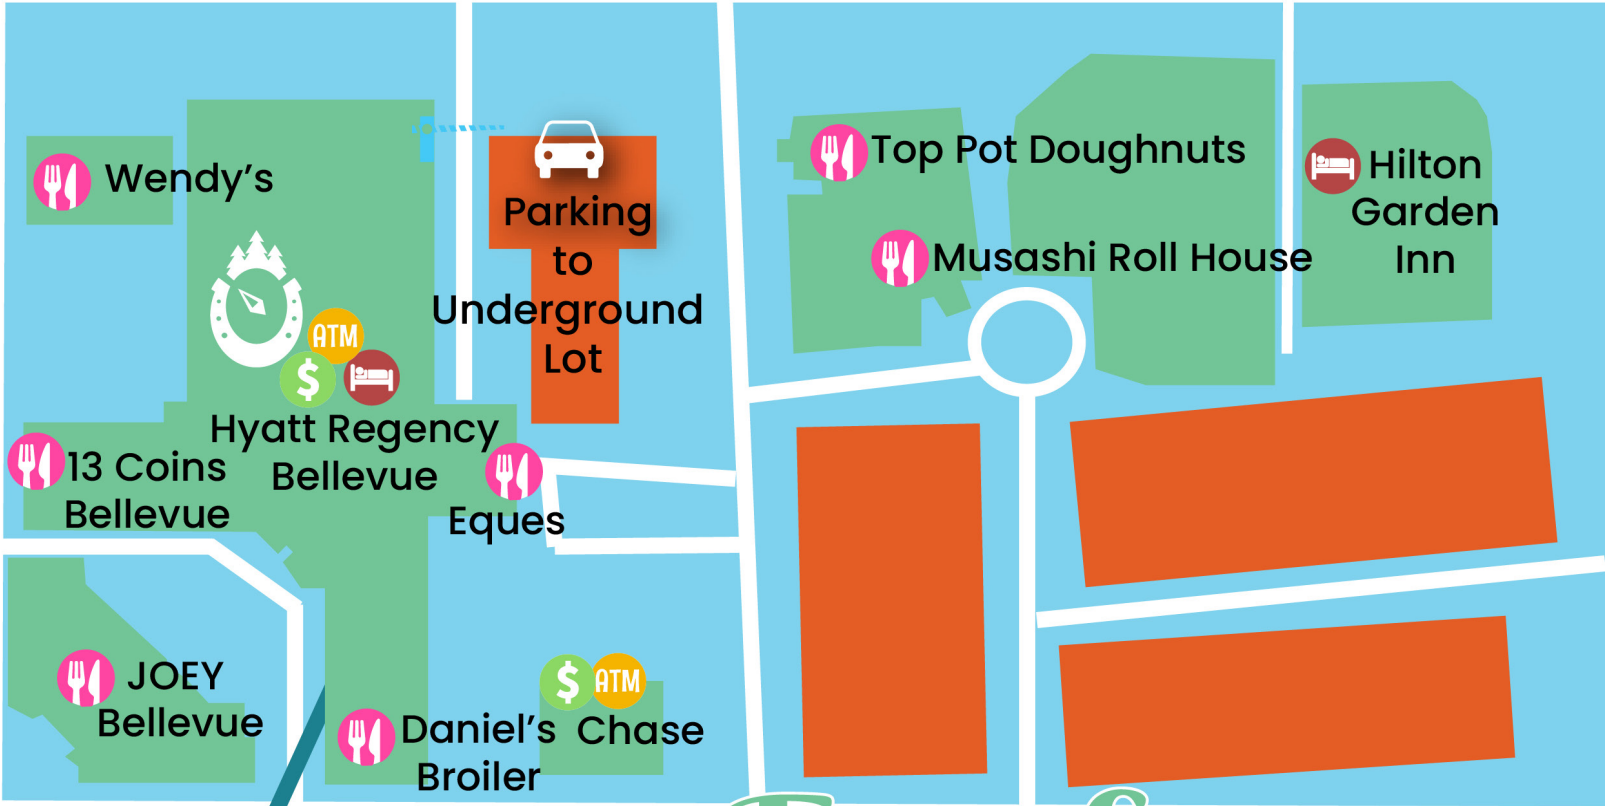 Wendy's
ATM
$
Hyatt Regency
Bellevue
13 Coins
Bellevue
Eques
Parking
to
Underground
Lot
Top Pot Doughnuts
Musashi Roll House
Hilton
Garden
Inn
JOEY
Bellevue
Daniel's
Broiler
$
ATM
Chase